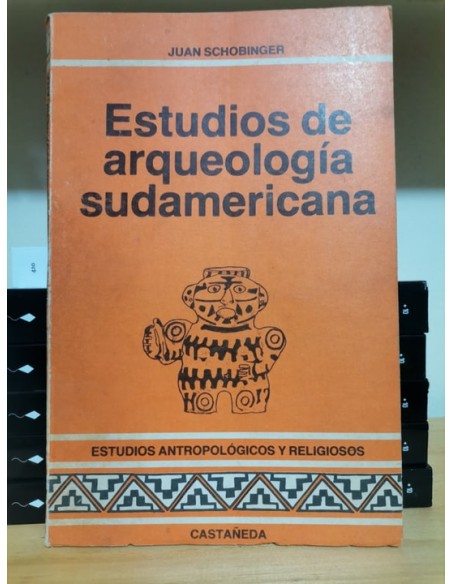 JUAN SCHOBINGER
Estudios de
arqueología
sudamericana
ESTUDIOS ANTROPOLÓGICOS Y RELIGIOSOS
CASTAÑEDA